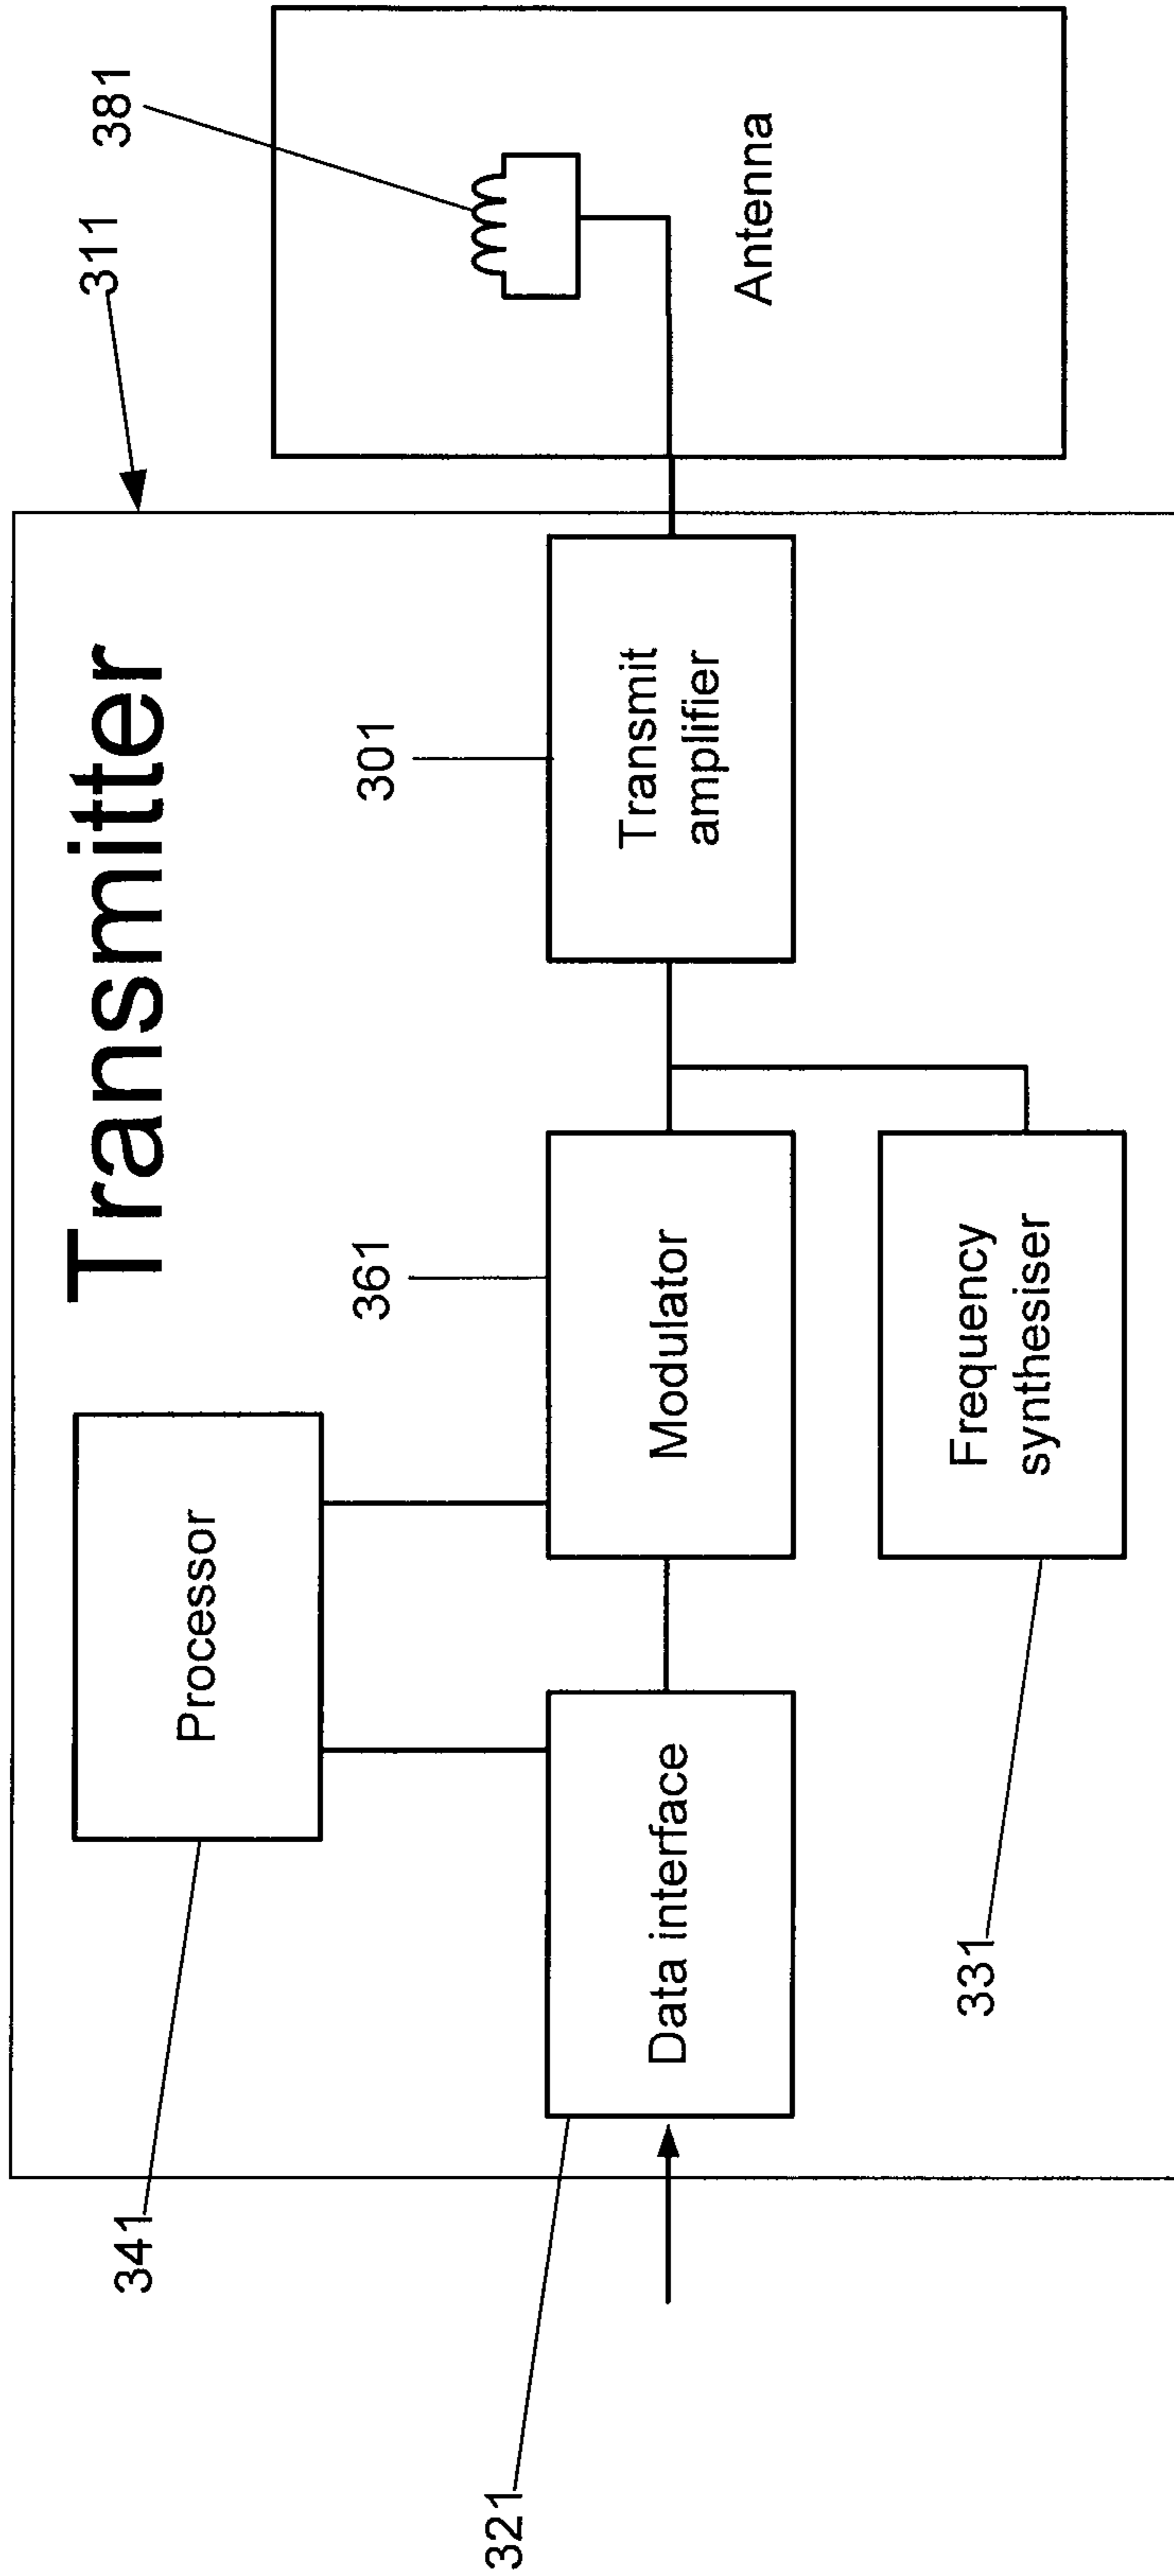 Transmitter
311
381
341
Processor
361
301
321
Data interface
Modulator
Transmit
amplifier
Antenna
331
Frequency
synthesiser